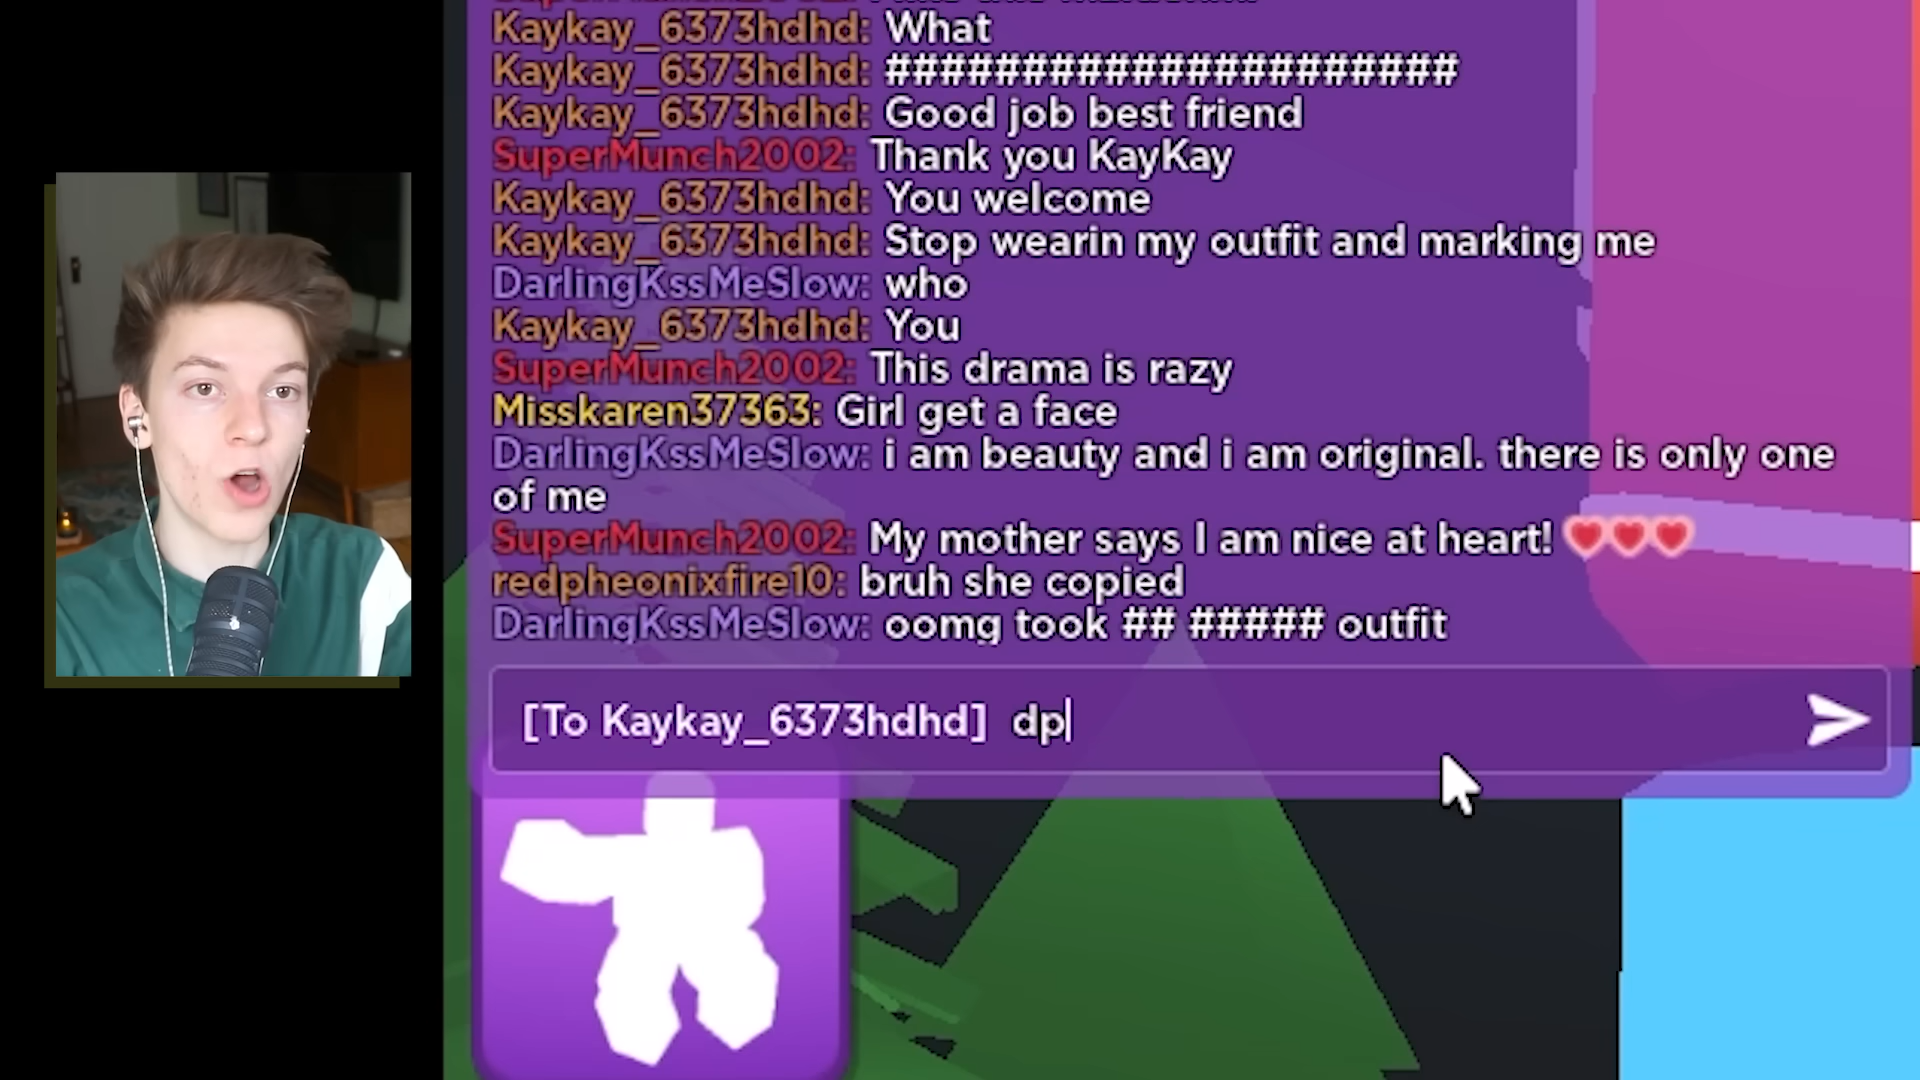 Kaykay_6373hdhd: What
Kaykay_6373hdhd: #####################
Kaykay_6373hdhd: Good job best friend
SuperMunch2002: Thank you KayKay
Kaykay_6373hdhd: You welcome
Kaykay_6373hdhd: Stop wearin my outfit and marking me
DarlingKssMeSlow: who
Kaykay_6373hdhd: You
SuperMunch2002: This drama is razy
Misskaren37363: Girl get a face
DarlingKssMeSlow: i am beauty and i am original. there is only one
of me
SuperMunch2002: My mother says I am nice at heart! ❤❤❤
redpheonixfire10: bruh she copied
DarlingKssMeSlow: oomg took ## ##### outfit
[To Kaykay_6373hdhd] dp